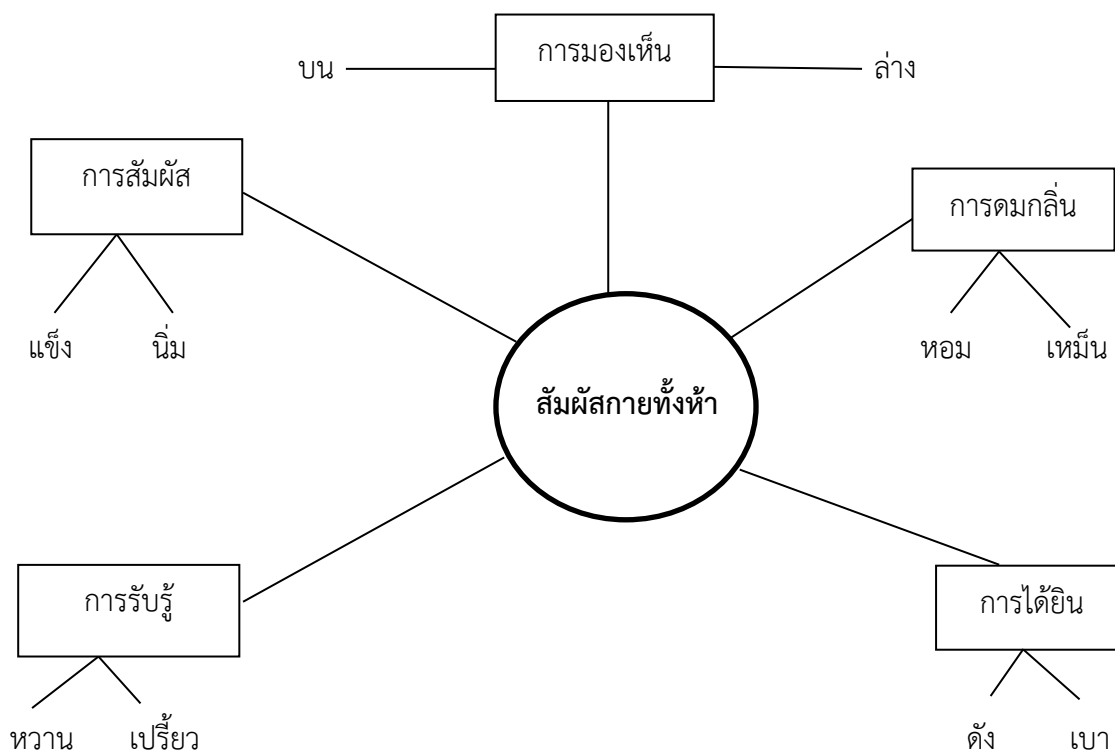 การมองเห็น
บน
ล่าง
การสัมผัส
แข็ง
นิ่ม
การดมกลิ่น
หอม
เหม็น
สัมผัสกายทั้งห้า
การรับรู้
หวาน
เปรี้ยว
การได้ยิน
ดัง
เบา